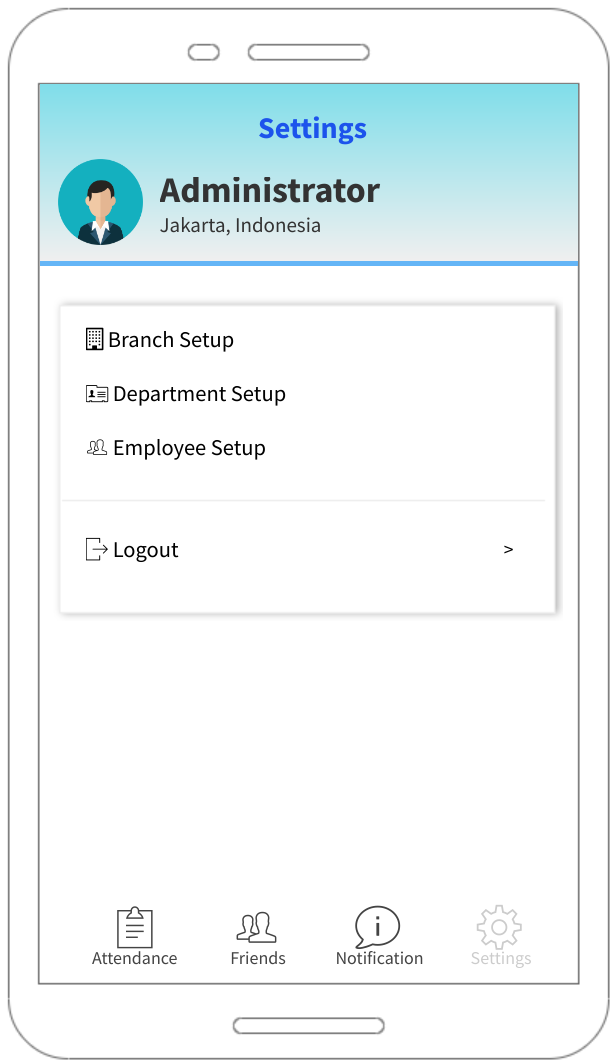 Settings
Administrator
Jakarta, Indonesia
Branch Setup
Department Setup
Employee Setup
Logout >
Attendance Friends Notification Settings